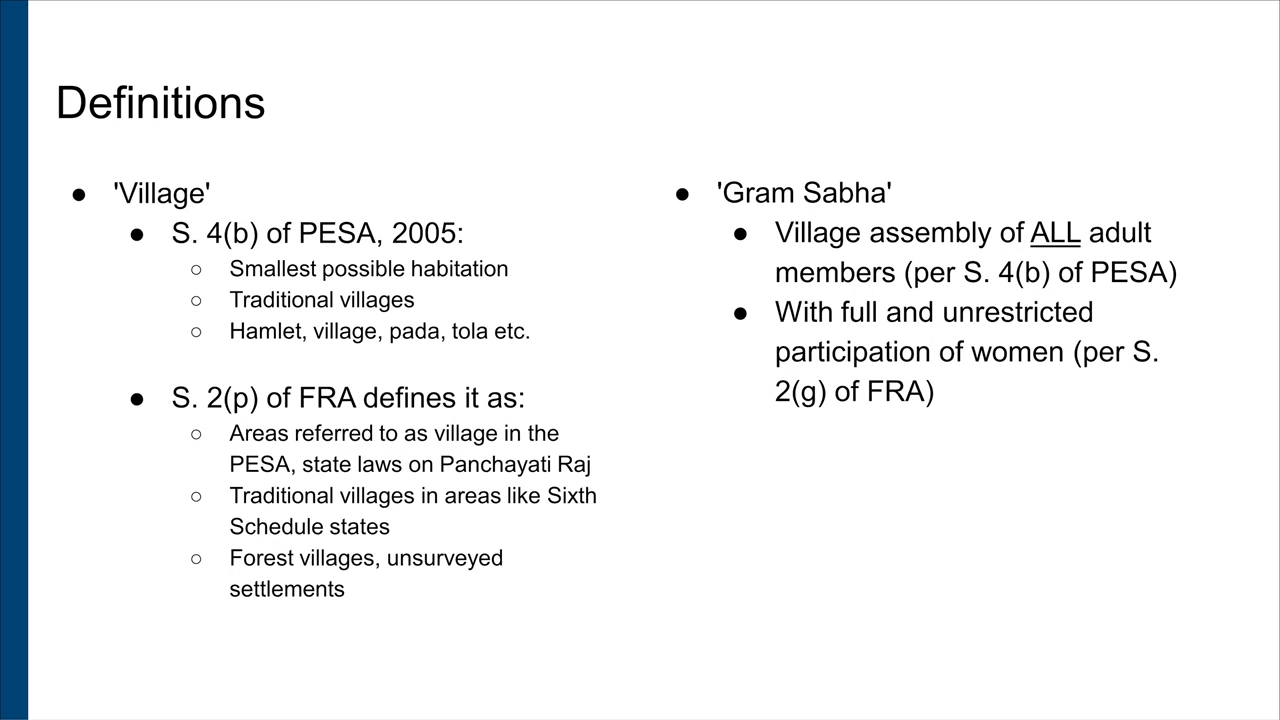 Definitions
● 'Village'
● S. 4(b) of PESA, 2005:
○ Smallest possible habitation
○ Traditional villages
○ Hamlet, village, pada, tola etc.
● S. 2(p) of FRA defines it as:
○ Areas referred to as village in the
PESA, state laws on Panchayati Raj
○ Traditional villages in areas like Sixth
Schedule states
○ Forest villages, unsurveyed
settlements
● 'Gram Sabha'
● Village assembly of ALL adult
members (per S. 4(b) of PESA)
● With full and unrestricted
participation of women (per S.
2(g) of FRA)